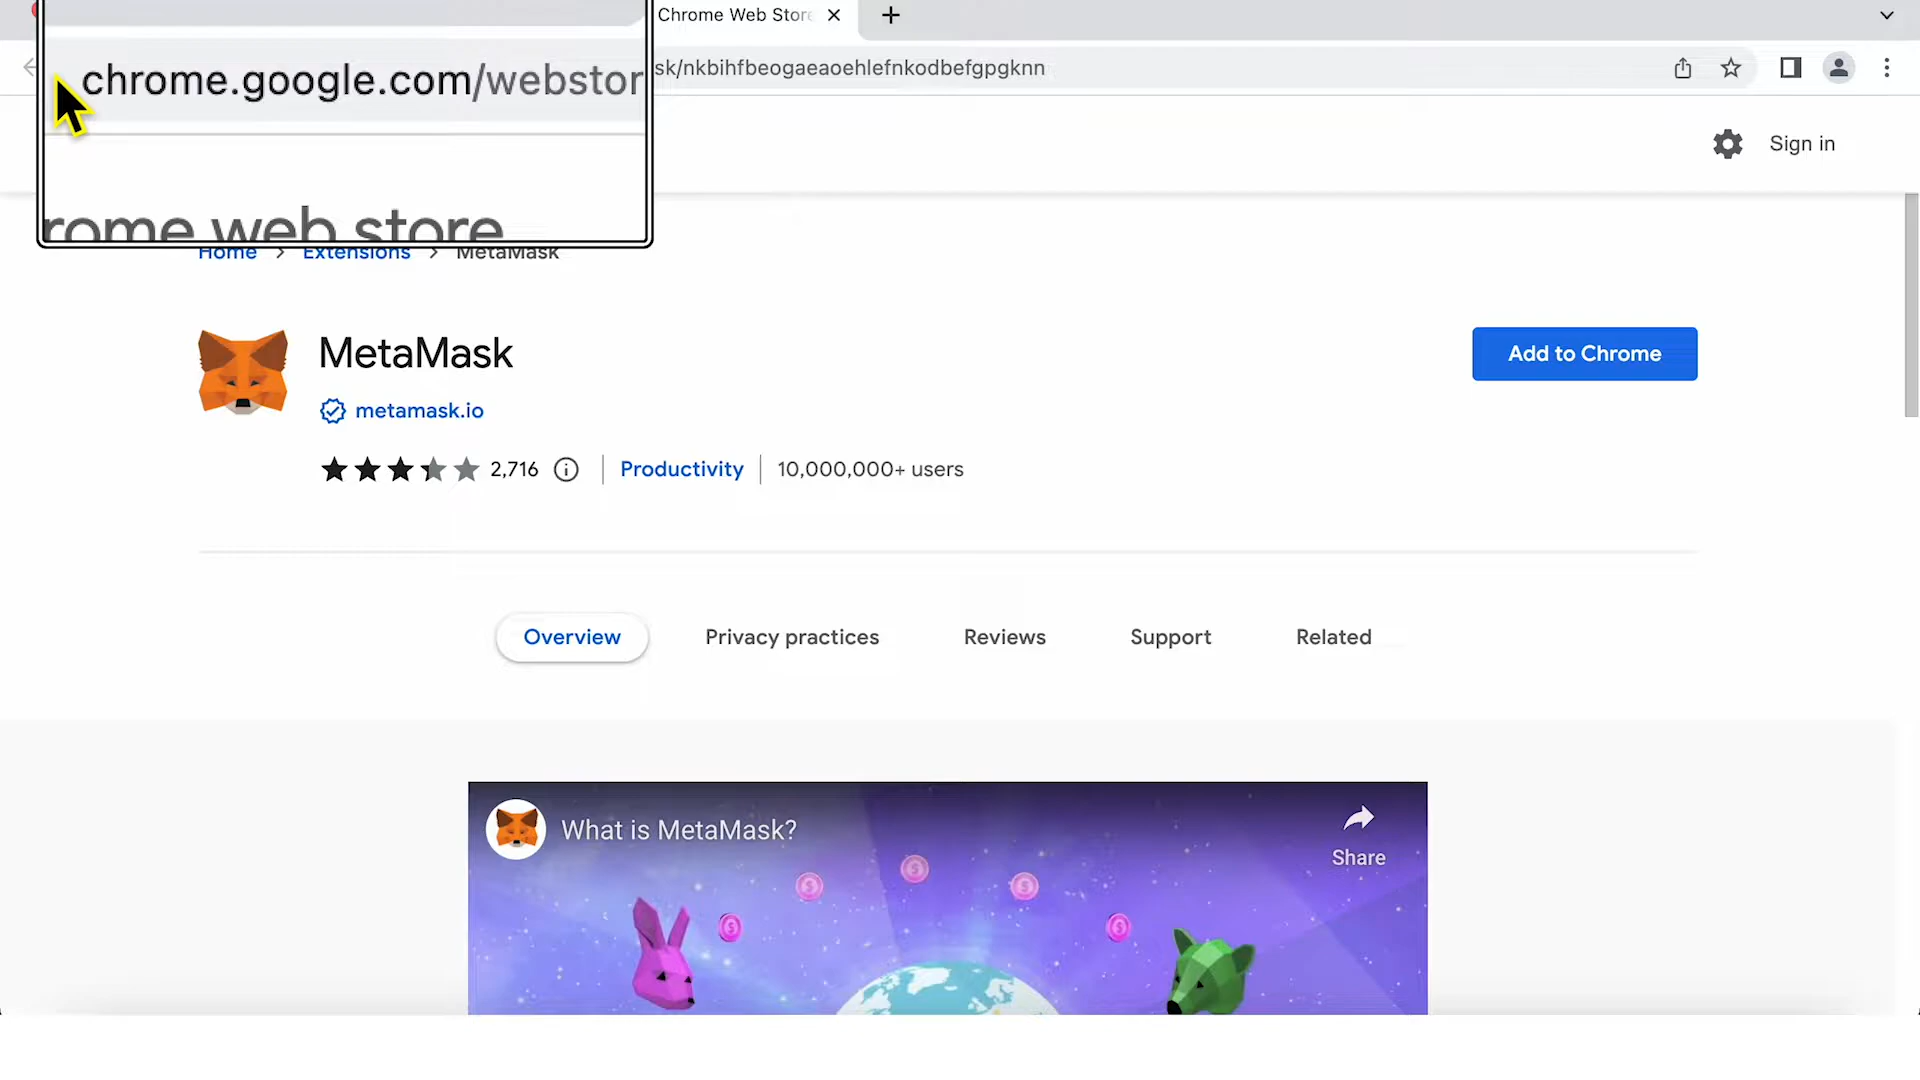 Chrome Web Store
chrome.google.com/webstor
sk/nkbihfbeogaeaoehlefnkodbefgpgknn
Sign in
rome web store
Home > Extensions > MetaMask
MetaMask
Add to Chrome
metamask.io
2,716
Productivity
10,000,000+ users
Overview
Privacy practices
Reviews
Support
Related
What is MetaMask?
Share